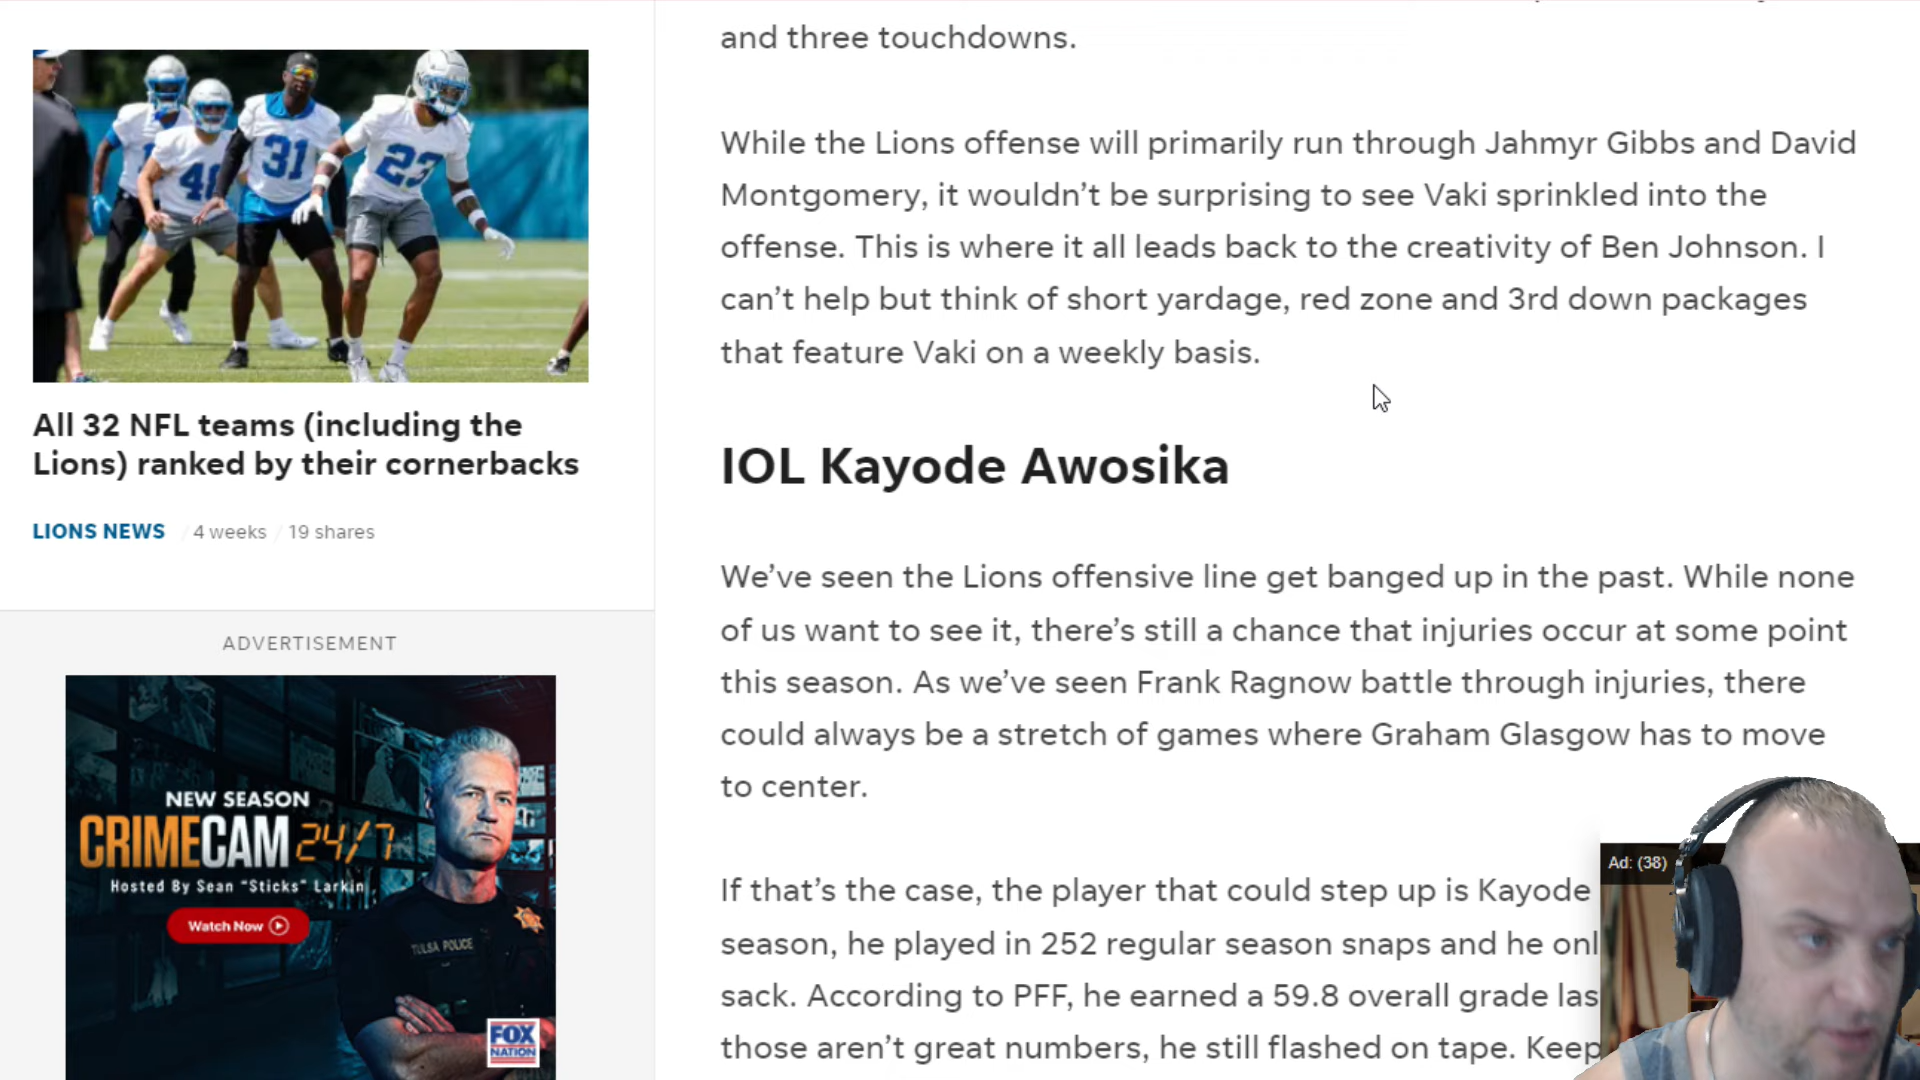 and three touchdowns.
While the Lions offense will primarily run through Jahmyr Gibbs and David
Montgomery, it wouldn’t be surprising to see Vaki sprinkled into the
offense. This is where it all leads back to the creativity of Ben Johnson. I
can’t help but think of short yardage, red zone and 3rd down packages
that feature Vaki on a weekly basis.
IOL Kayode Awosika
We’ve seen the Lions offensive line get banged up in the past. While none
of us want to see it, there’s still a chance that injuries occur at some point
this season. As we’ve seen Frank Ragnow battle through injuries, there
could always be a stretch of games where Graham Glasgow has to move
to center.
If that’s the case, the player that could step up is Kayode
season, he played in 252 regular season snaps and he onl
sack. According to PFF, he earned a 59.8 overall grade las
those aren’t great numbers, he still flashed on tape. Keep
31
23
All 32 NFL teams (including the
Lions) ranked by their cornerbacks
LIONS NEWS / 4 weeks / 19 shares
ADVERTISEMENT
NEW SEASON
CRIMECAM 24/7
Hosted By Sean "Sticks" Larkin
Watch Now
TULSA POLICE
FOX
NATION
Ad: (38)